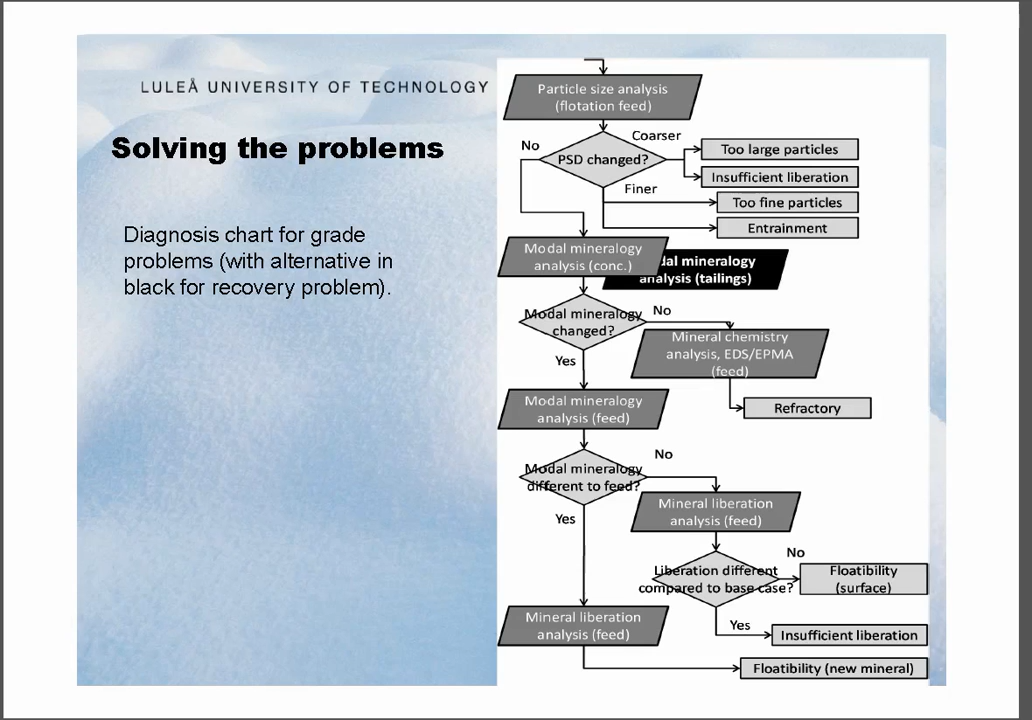 LULEÅ UNIVERSITY OF TECHNOLOGY
Solving the problems
Diagnosis chart for grade
problems (with alternative in
black for recovery problem).
Particle size analysis
(flotation feed)
No
PSD changed?
Coarser
Too large particles
Insufficient liberation
Finer
Too fine particles
Entrainment
Modal mineralogy
analysis (conc.)
dal mineralogy
analysis (tailings)
Modal mineralogy
changed?
No
Mineral chemistry
analysis, EDS/EPMA
(feed)
Refractory
Yes
Modal mineralogy
analysis (feed)
Modal mineralogy
different to feed?
No
Mineral liberation
analysis (feed)
Yes
Liberation different
compared to base case?
No
Floatibility
(surface)
Yes
Insufficient liberation
Mineral liberation
analysis (feed)
Floatibility (new mineral)